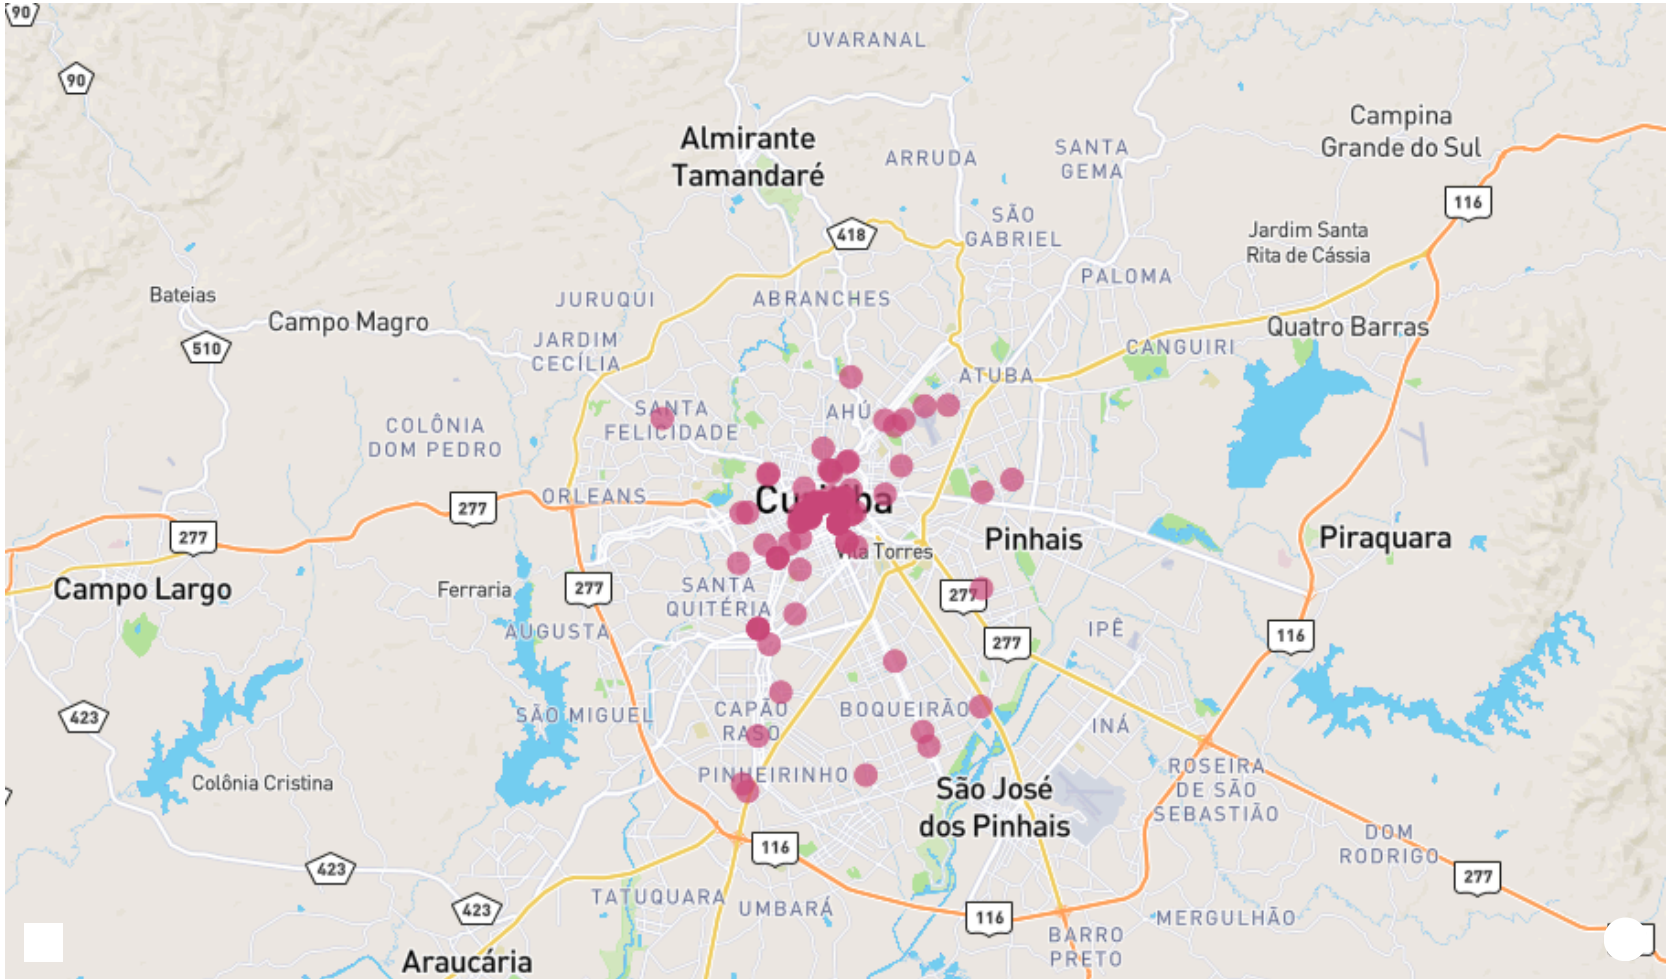 90
UVARANAL
90
Campina
Grande do Sul
Almirante
Tamandaré
ARRUDA
SANTA
GEMA
116
SÃO
GABRIEL
418
Jardim Santa
Rita de Cássia
PALOMA
Bateias
JURUQUI
ABRANCHES
Campo Magro
Quatro Barras
510
JARDIM
CECÍLIA
CANGUIRI
ATUBA
SANTA
FELICIDADE
AHÚ
COLÔNIA
DOM PEDRO
ORLEANS
277
277
Pinhais
Piraquara
Vila Torres
Campo Largo
Ferraria
277
SANTA
QUITÉRIA
277
AUGUSTA
277
IPÊ
116
423
SÃO MIGUEL
CAPÃO
RASO
BOQUEIRÃO
INÁ
Colônia Cristina
PINHEIRINHO
São José
dos Pinhais
ROSEIRA
DE SÃO
SEBASTIÃO
116
DOM
RODRIGO
423
277
423
TATUQUARA
UMBARÁ
116
MERGULHÃO
BARRO
PRETO
Araucária